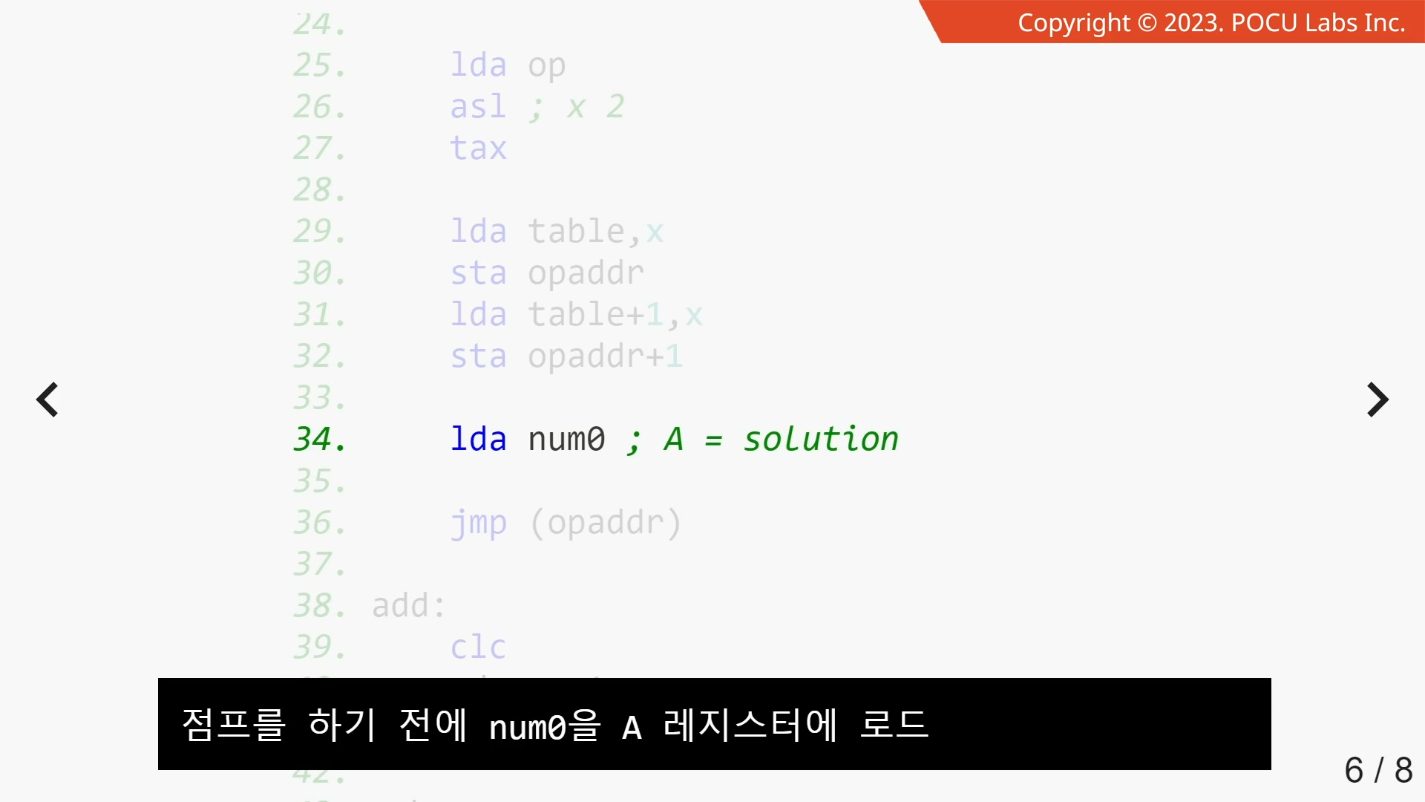 Copyright © 2023. POCU Labs Inc.
24.
25. lda op
26. asl ; x 2
27. tax
28.
29. lda table,x
30. sta opaddr
31. lda table+1,x
32. sta opaddr+1
33.
34. lda num0 ; A = solution
35.
36. jmp (opaddr)
37.
38. add:
39. clc
점프를 하기 전에 num0을 A 레지스터에 로드
42.
6 / 8